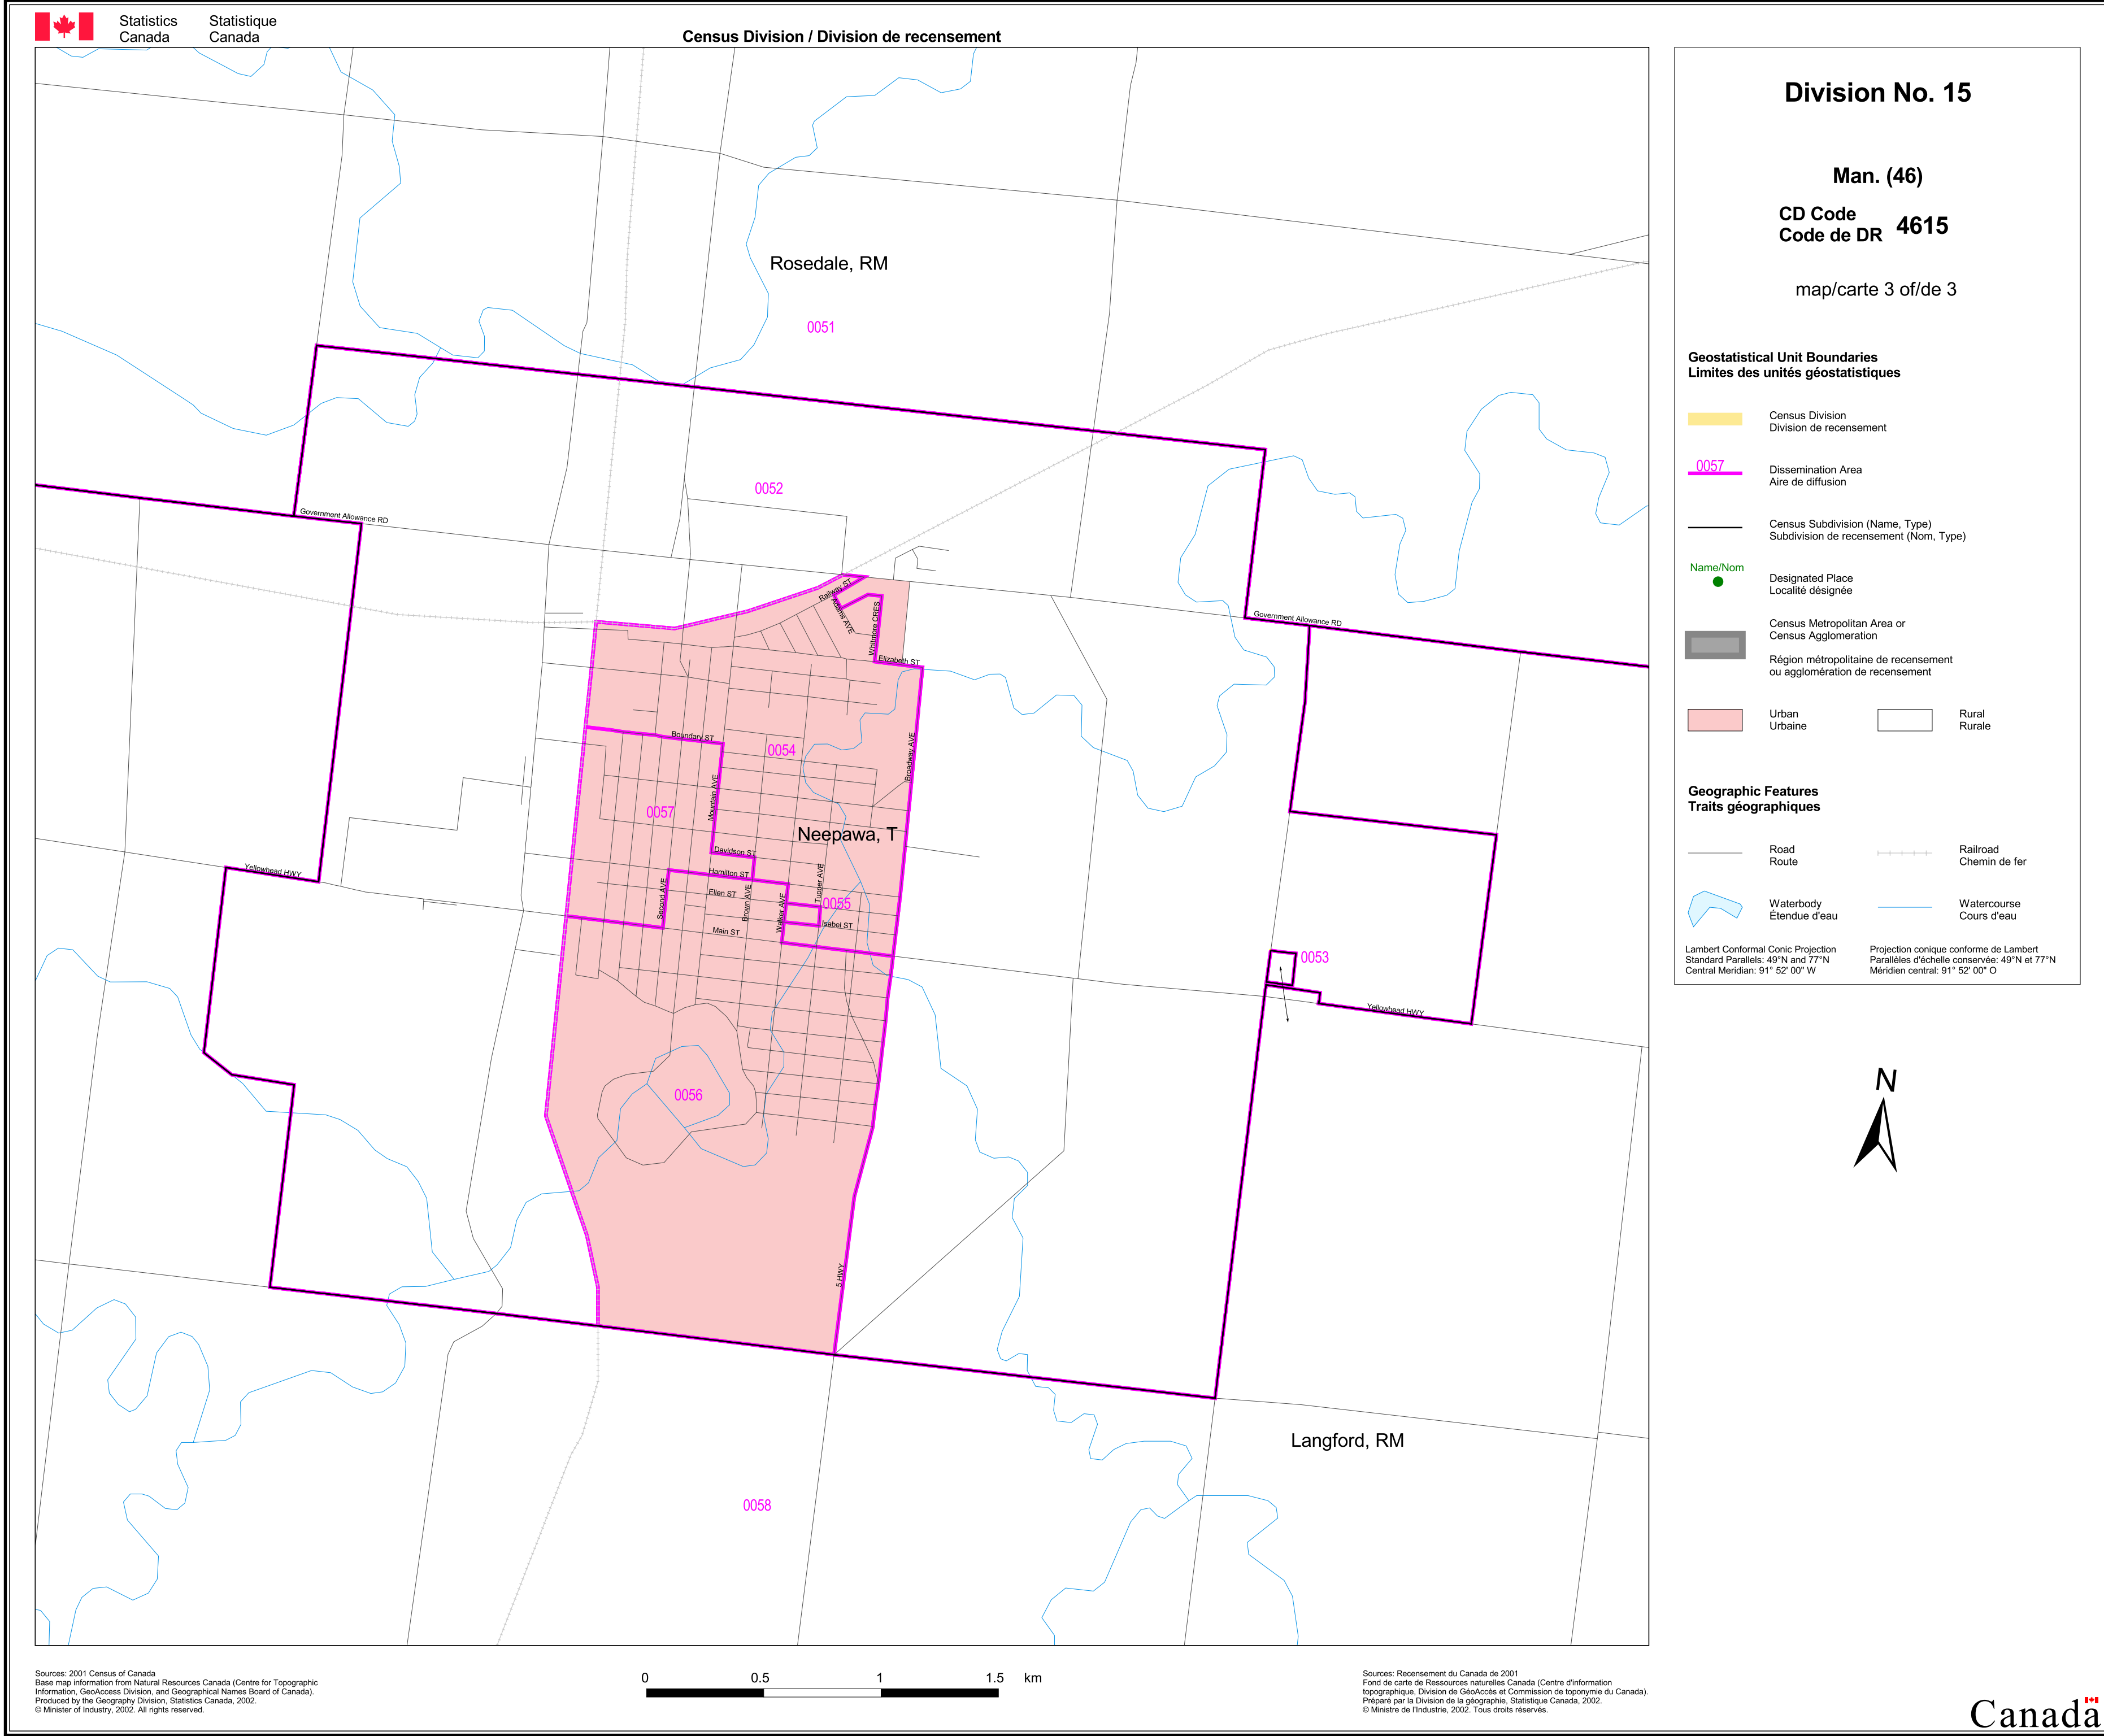 Statistics Statistique
Canada Canada
Census Division / Division de recensement
Rosedale, RM
0051
0052
Government Allowance RD
Railway ST
Adams AVE
Whitmore CRES
Elizabeth ST
Government Allowance RD
Boundary ST
0054
Broadway AVE
Mountain AVE
0057
Neepawa, T
Davidson ST
Yellowhead HWY
Hamilton ST
Second AVE
Ellen ST
Brown AVE
Walker AVE
Tupper AVE
0055
Isabel ST
Main ST
0053
Yellowhead HWY
0056
5 HWY
Langford, RM
0058
Division No. 15
Man. (46)
CD Code
Code de DR 4615
map/carte 3 of/de 3
Geostatistical Unit Boundaries
Limites des unités géostatistiques
Census Division
Division de recensement
0057
Dissemination Area
Aire de diffusion
Census Subdivision (Name, Type)
Subdivision de recensement (Nom, Type)
Name/Nom
Designated Place
Localité désignée
Census Metropolitan Area or
Census Agglomeration
Région métropolitaine de recensement
ou agglomération de recensement
Urban
Urbaine
Rural
Rurale
Geographic Features
Traits géographiques
Road
Route
Railroad
Chemin de fer
Waterbody
Étendue d'eau
Watercourse
Cours d'eau
Lambert Conformal Conic Projection
Standard Parallels: 49°N and 77°N
Central Meridian: 91° 52' 00" W
Projection conique conforme de Lambert
Parallèles d'échelle conservée: 49°N et 77°N
Méridien central: 91° 52' 00" O
N
Sources: 2001 Census of Canada
Base map information from Natural Resources Canada (Centre for Topographic
Information, GeoAccess Division, and Geographical Names Board of Canada).
Produced by the Geography Division, Statistics Canada, 2002.
© Minister of Industry, 2002. All rights reserved.
0 0.5 1 1.5 km
Sources: Recensement du Canada de 2001
Fond de carte de Ressources naturelles Canada (Centre d'information
topographique, Division de GéoAccès et Commission de toponymie du Canada).
Préparé par la Division de la géographie, Statistique Canada, 2002.
© Ministre de l'Industrie, 2002. Tous droits réservés.
Canada